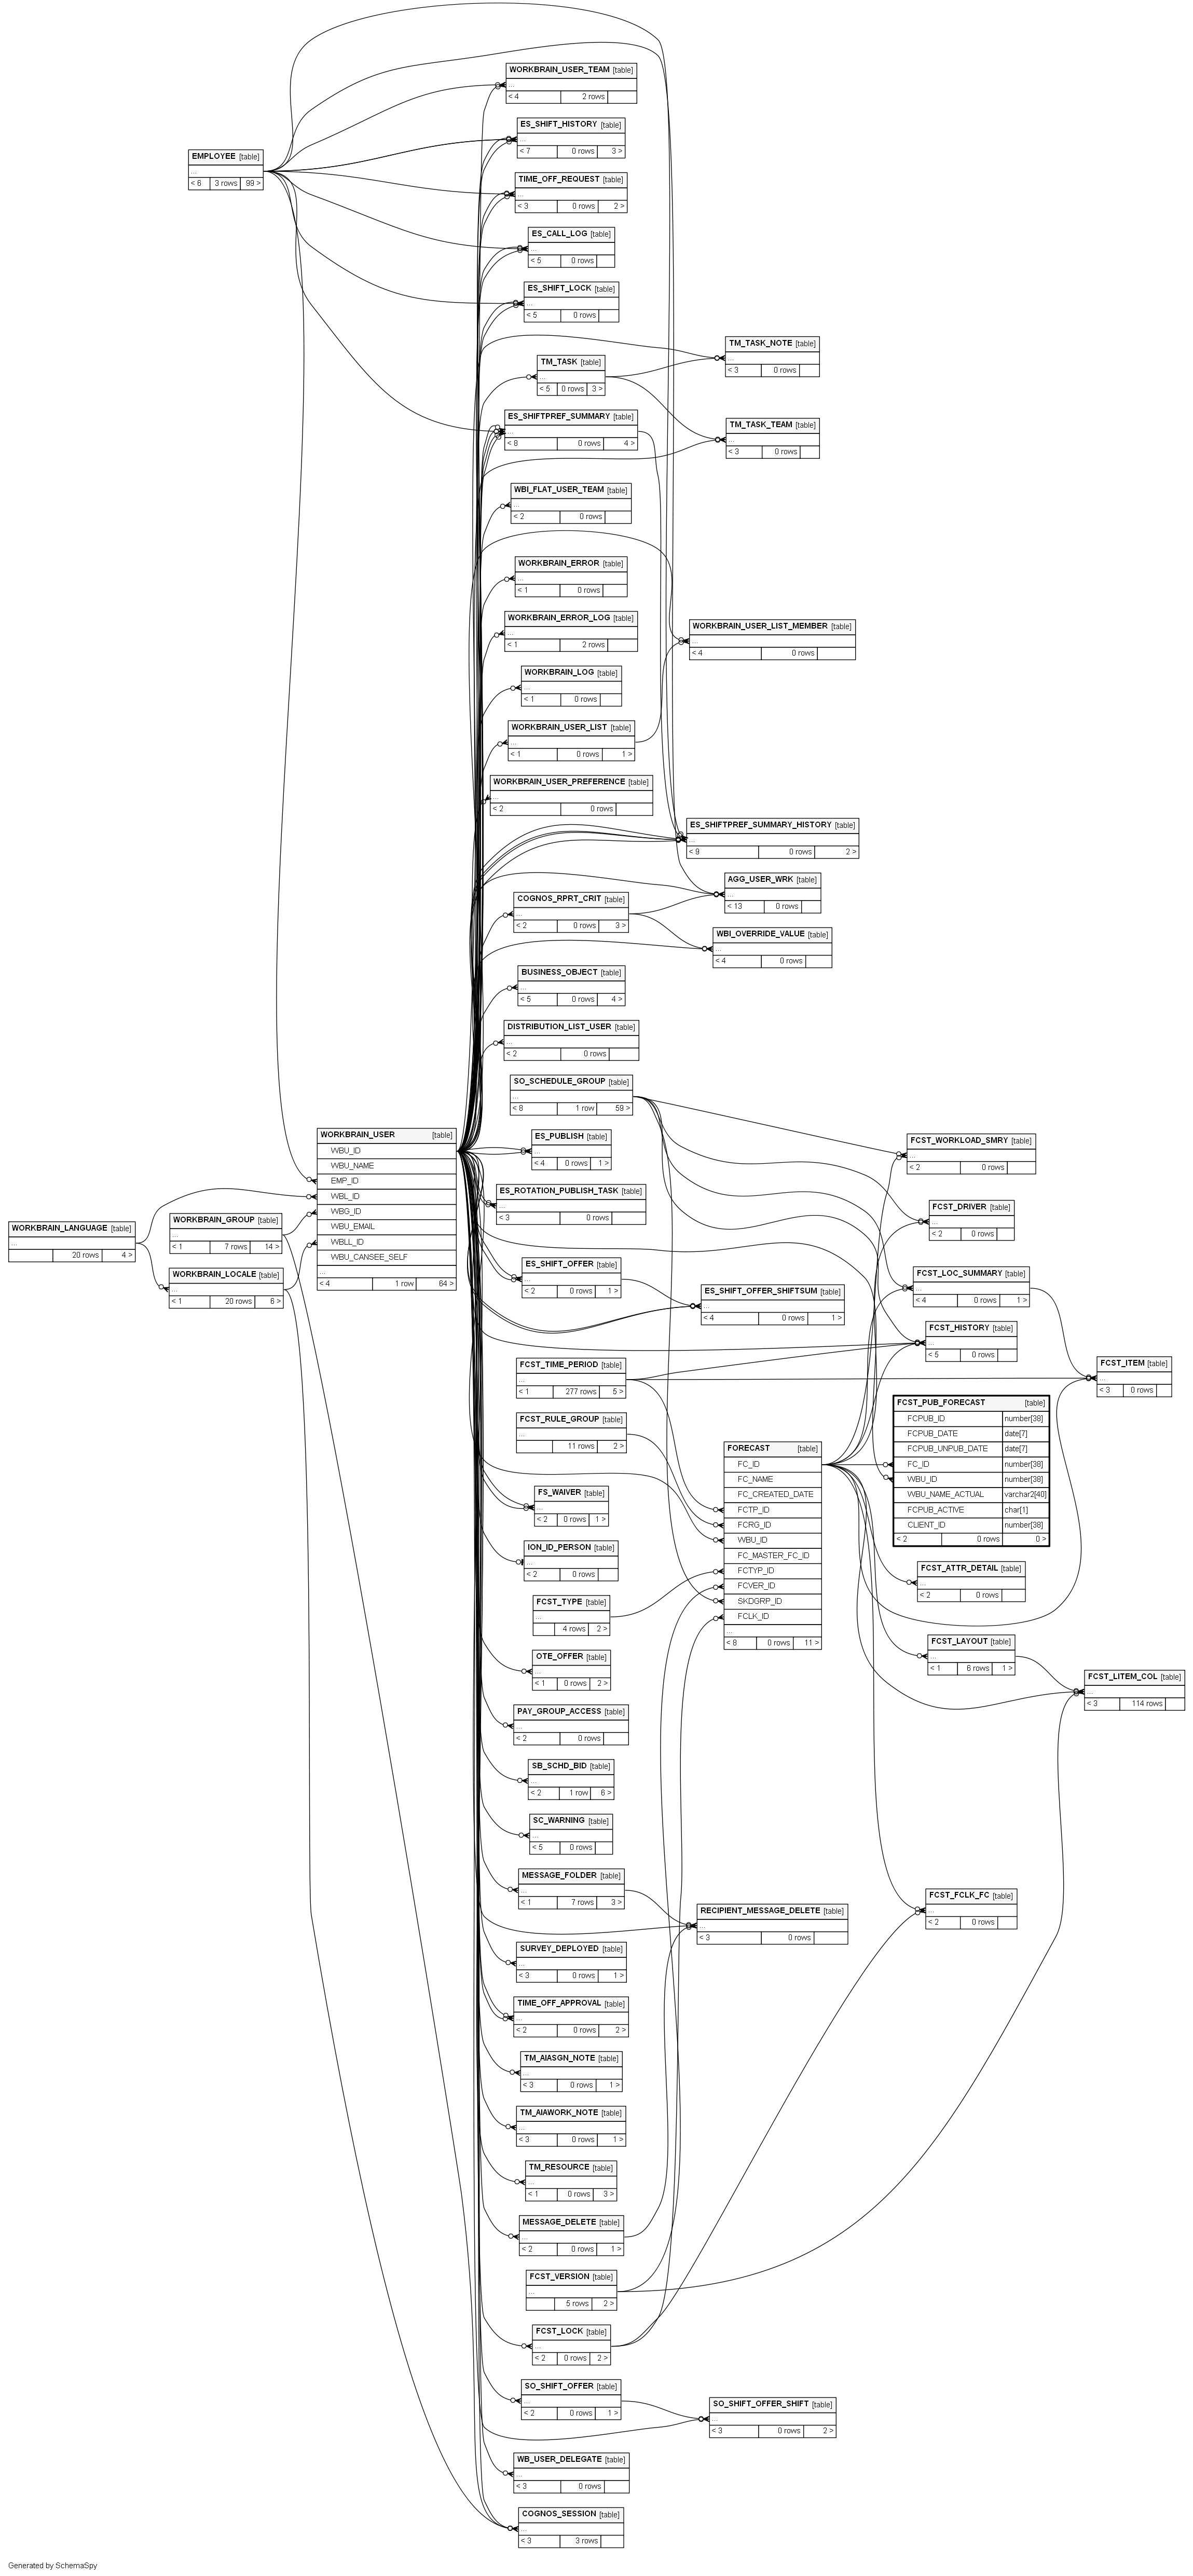 WORKBRAIN_USER_TEAM [table]
...
< 4 2 rows
ES_SHIFT_HISTORY [table]
...
< 7 0 rows 3 >
EMPLOYEE [table]
...
< 6 3 rows 99 >
TIME_OFF_REQUEST [table]
...
< 3 0 rows 2 >
ES_CALL_LOG [table]
...
< 5 0 rows
ES_SHIFT_LOCK [table]
...
< 5 0 rows
TM_TASK_NOTE [table]
...
< 3 0 rows
TM_TASK [table]
...
< 5 0 rows 3 >
ES_SHIFTPREF_SUMMARY [table]
...
< 8 0 rows 4 >
TM_TASK_TEAM [table]
...
< 3 0 rows
WBI_FLAT_USER_TEAM [table]
...
< 2 0 rows
WORKBRAIN_ERROR [table]
...
< 1 0 rows
WORKBRAIN_ERROR_LOG [table]
...
< 1 2 rows
WORKBRAIN_USER_LIST_MEMBER [table]
...
< 4 0 rows
WORKBRAIN_LOG [table]
...
< 1 0 rows
WORKBRAIN_USER_LIST [table]
...
< 1 0 rows 1 >
WORKBRAIN_USER_PREFERENCE [table]
...
< 2 0 rows
ES_SHIFTPREF_SUMMARY_HISTORY [table]
...
< 9 0 rows 2 >
AGG_USER_WRK [table]
...
< 13 0 rows
COGNOS_RPRT_CRIT [table]
...
< 2 0 rows 3 >
WBI_OVERRIDE_VALUE [table]
...
< 4 0 rows
BUSINESS_OBJECT [table]
...
< 5 0 rows 4 >
DISTRIBUTION_LIST_USER [table]
...
< 2 0 rows
SO_SCHEDULE_GROUP [table]
...
< 8 1 row 59 >
WORKBRAIN_USER [table]
WBU_ID
WBU_NAME
EMP_ID
WBL_ID
WBG_ID
WBU_EMAIL
WBLL_ID
WBU_CANSEE_SELF
...
< 4 1 row 64 >
ES_PUBLISH [table]
...
< 4 0 rows 1 >
FCST_WORKLOAD_SMRY [table]
...
< 2 0 rows
ES_ROTATION_PUBLISH_TASK [table]
...
< 3 0 rows
FCST_DRIVER [table]
...
< 2 0 rows
WORKBRAIN_LANGUAGE [table]
...
20 rows 4 >
WORKBRAIN_GROUP [table]
...
< 1 7 rows 14 >
WORKBRAIN_LOCALE [table]
...
< 1 20 rows 6 >
ES_SHIFT_OFFER [table]
...
< 2 0 rows 1 >
FCST_LOC_SUMMARY [table]
...
< 4 0 rows 1 >
ES_SHIFT_OFFER_SHIFTSUM [table]
...
< 4 0 rows 1 >
FCST_HISTORY [table]
...
< 5 0 rows
FCST_TIME_PERIOD [table]
...
< 1 277 rows 5 >
FCST_ITEM [table]
...
< 3 0 rows
FCST_RULE_GROUP [table]
...
11 rows 2 >
FCST_PUB_FORECAST [table]
FCPUB_ID number[38]
FCPUB_DATE date[7]
FCPUB_UNPUB_DATE date[7]
FC_ID number[38]
WBU_ID number[38]
WBU_NAME_ACTUAL varchar2[40]
FCPUB_ACTIVE char[1]
CLIENT_ID number[38]
< 2 0 rows 0 >
FORECAST [table]
FC_ID
FC_NAME
FC_CREATED_DATE
FCTP_ID
FCRG_ID
WBU_ID
FC_MASTER_FC_ID
FCTYP_ID
FCVER_ID
SKDGRP_ID
FCLK_ID
...
< 8 0 rows 11 >
FS_WAIVER [table]
...
< 2 0 rows 1 >
ION_ID_PERSON [table]
...
< 2 0 rows
FCST_ATTR_DETAIL [table]
...
< 2 0 rows
FCST_TYPE [table]
...
4 rows 2 >
FCST_LAYOUT [table]
...
< 1 6 rows 1 >
OTE_OFFER [table]
...
< 1 0 rows 2 >
FCST_LITEM_COL [table]
...
< 3 114 rows
PAY_GROUP_ACCESS [table]
...
< 2 0 rows
SB_SCHD_BID [table]
...
< 2 1 row 6 >
SC_WARNING [table]
...
< 5 0 rows
MESSAGE_FOLDER [table]
...
< 1 7 rows 3 >
FCST_FCLK_FC [table]
...
< 2 0 rows
RECIPIENT_MESSAGE_DELETE [table]
...
< 3 0 rows
SURVEY_DEPLOYED [table]
...
< 3 0 rows 1 >
TIME_OFF_APPROVAL [table]
...
< 2 0 rows 2 >
TM_AIASGN_NOTE [table]
...
< 3 0 rows 1 >
TM_AIAWORK_NOTE [table]
...
< 3 0 rows 1 >
TM_RESOURCE [table]
...
< 1 0 rows 3 >
MESSAGE_DELETE [table]
...
< 2 0 rows 1 >
FCST_VERSION [table]
...
5 rows 2 >
FCST_LOCK [table]
...
< 2 0 rows 2 >
SO_SHIFT_OFFER [table]
...
< 2 0 rows 1 >
SO_SHIFT_OFFER_SHIFT [table]
...
< 3 0 rows 2 >
WB_USER_DELEGATE [table]
...
< 3 0 rows
COGNOS_SESSION [table]
...
< 3 3 rows
Generated by SchemaSpy